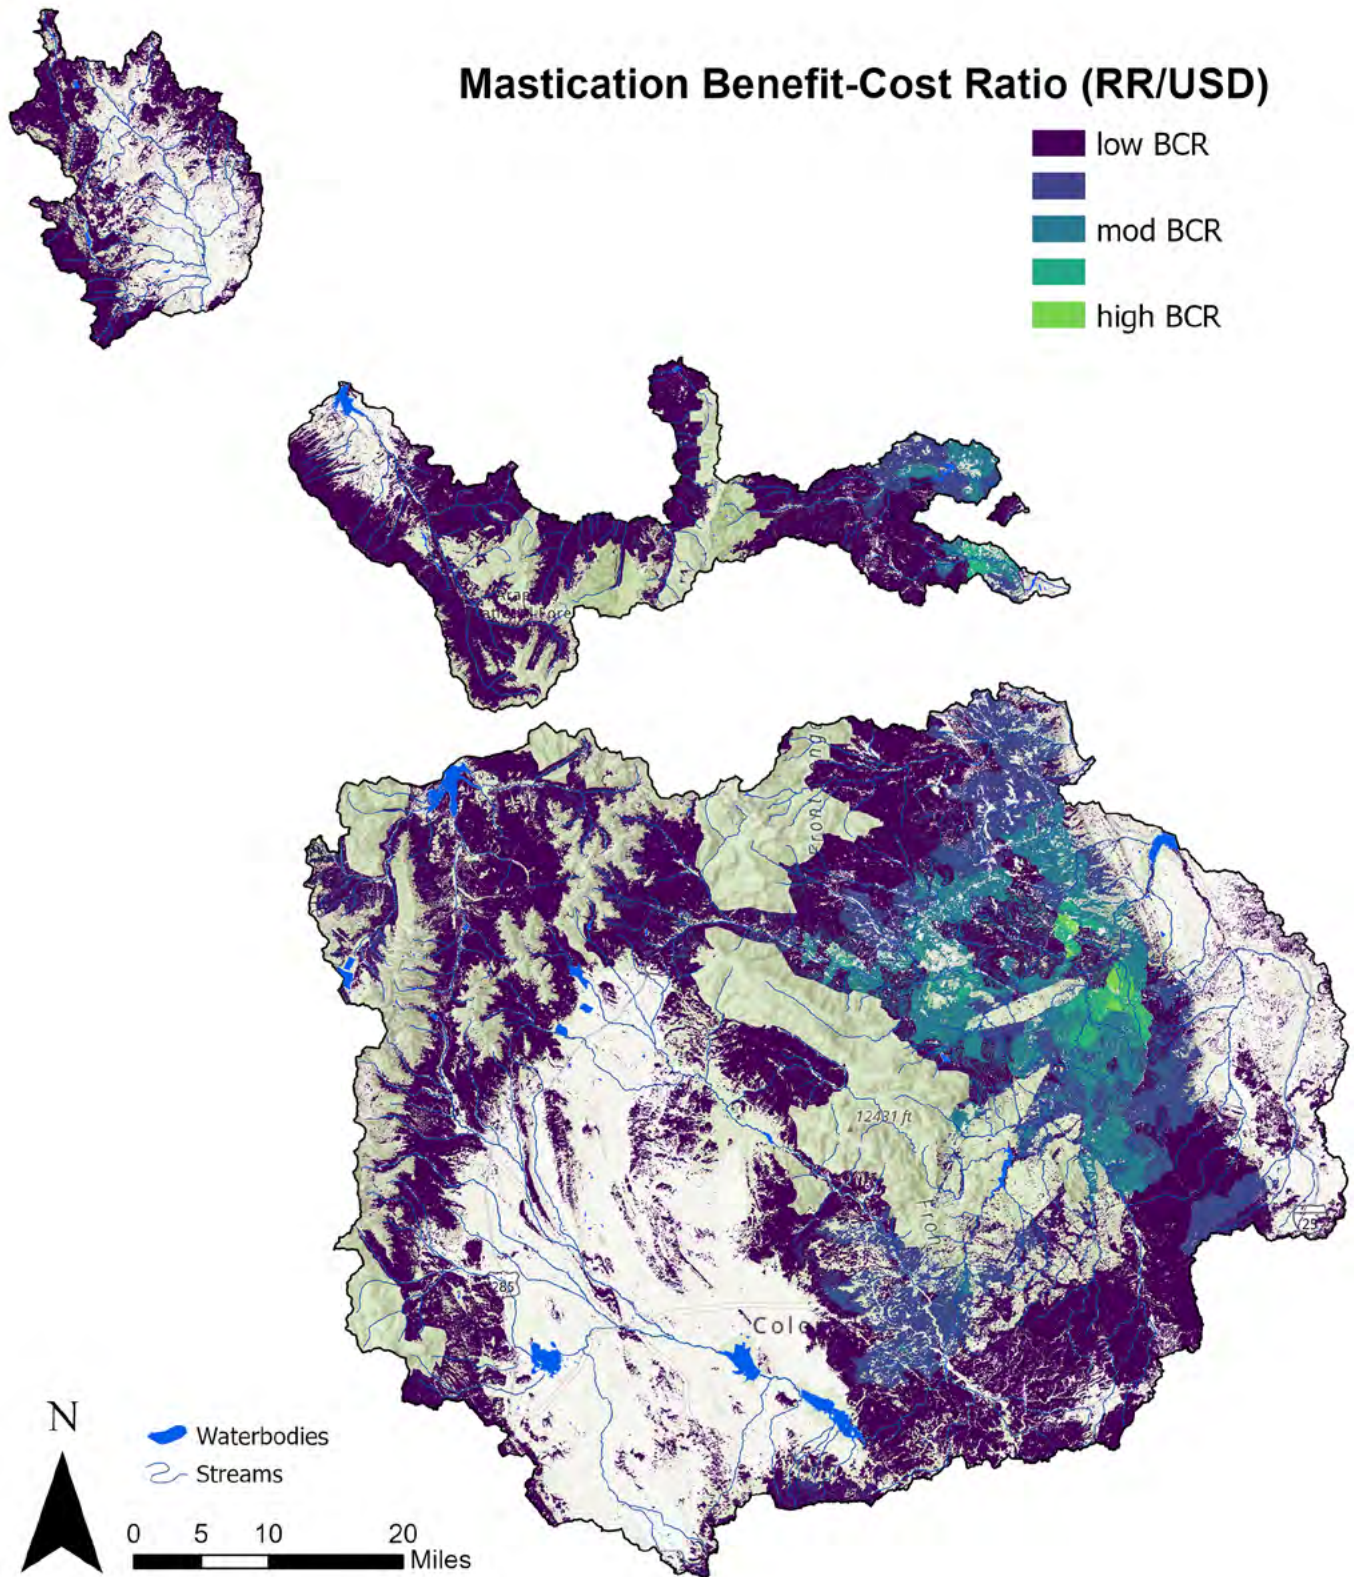 Mastication Benefit-Cost Ratio (RR/USD)
low BCR
mod BCR
high BCR
12431 ft
285
Colo
25
N
Waterbodies
Streams
0 5 10 20
Miles